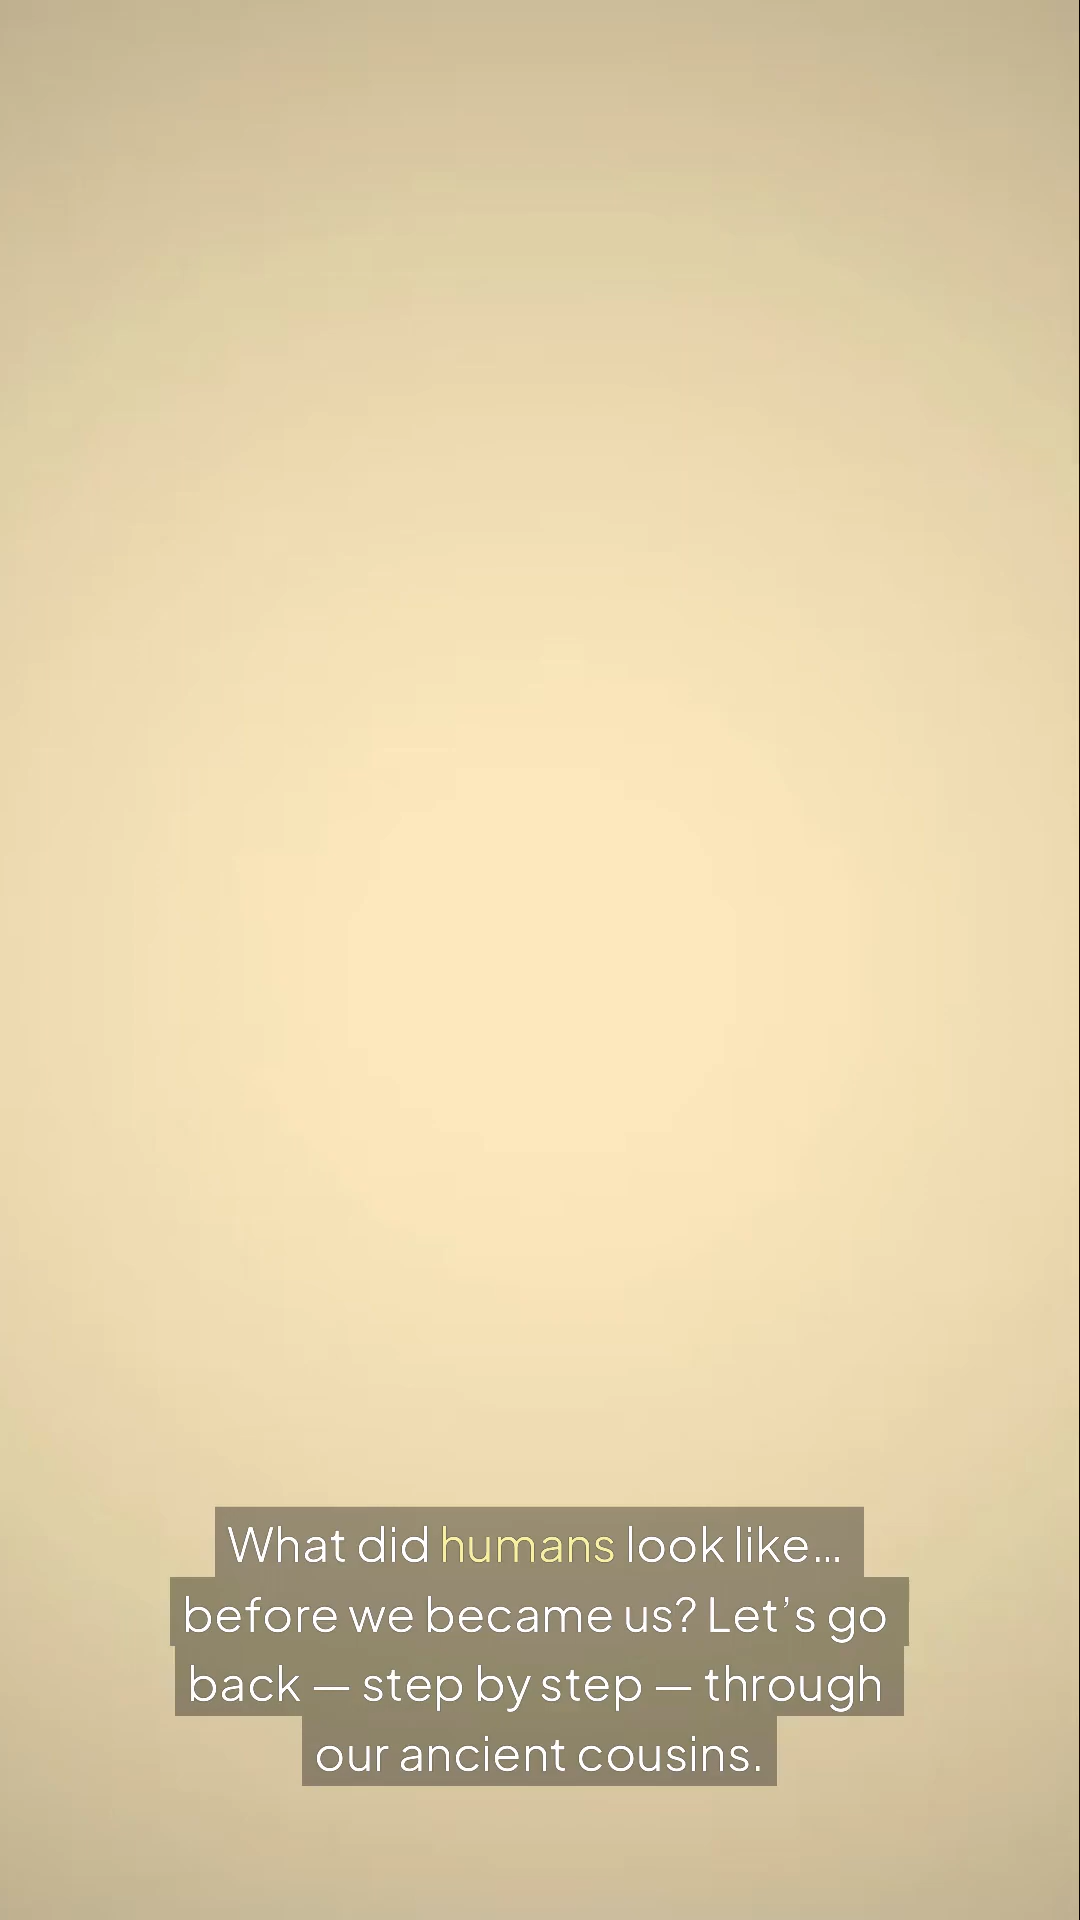 What did humans look like…
before we became us? Let’s go
back — step by step — through
our ancient cousins.